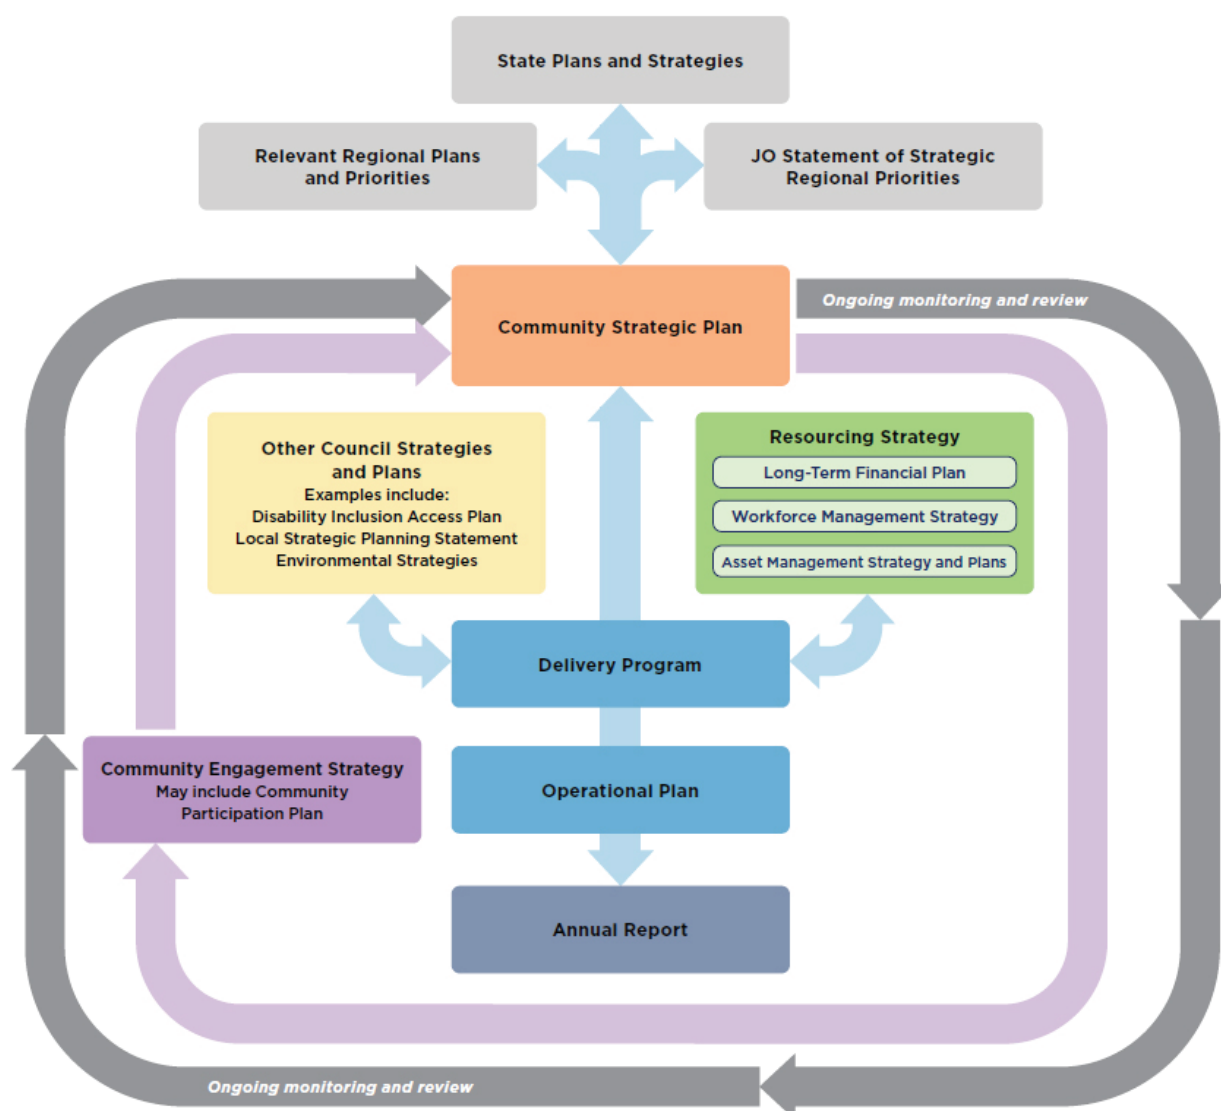 State Plans and Strategies
Relevant Regional Plans
and Priorities
JO Statement of Strategic
Regional Priorities
Community Strategic Plan
Ongoing monitoring and review
Other Council Strategies
and Plans
Examples include:
Disability Inclusion Access Plan
Local Strategic Planning Statement
Environmental Strategies
Resourcing Strategy
Long-Term Financial Plan
Workforce Management Strategy
Asset Management Strategy and Plans
Delivery Program
Community Engagement Strategy
May include Community
Participation Plan
Operational Plan
Annual Report
Ongoing monitoring and review